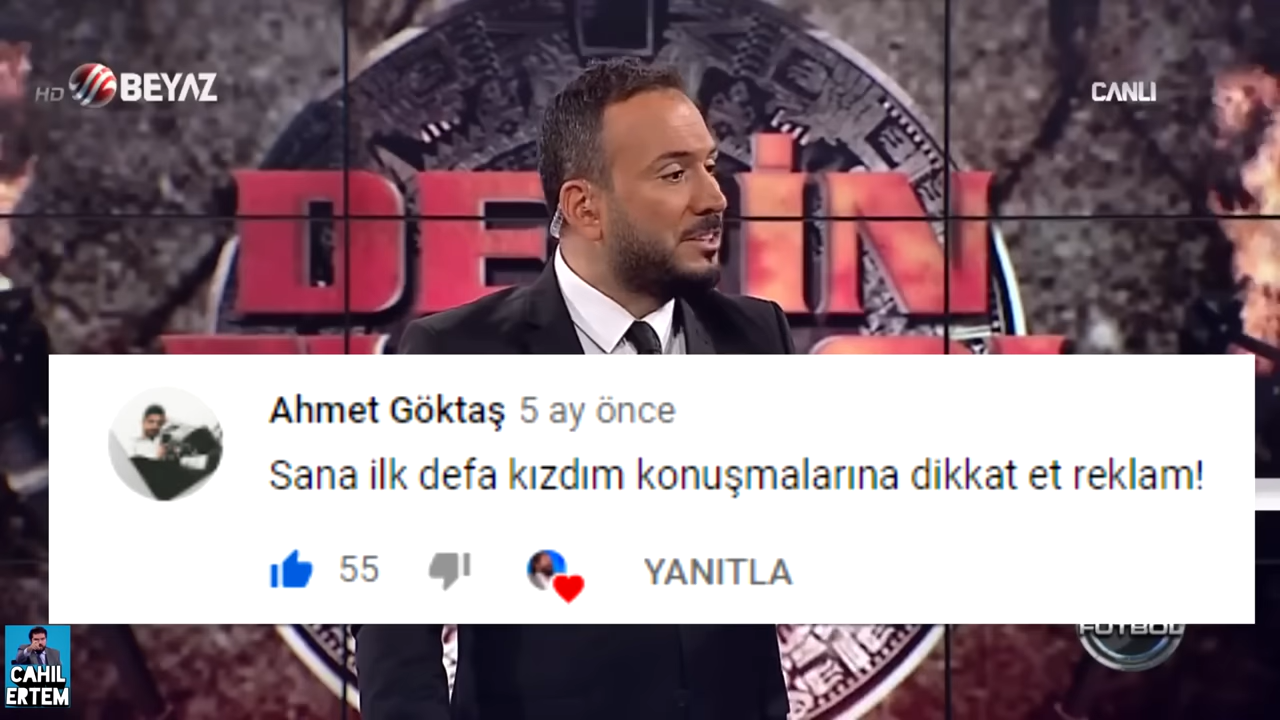 HD BEYAZ
CANLI
Ahmet Göktaş 5 ay önce
Sana ilk defa kızdım konuşmalarına dikkat et reklam!
55
YANITLA
FUTBOL
CAHIL
ERTEM